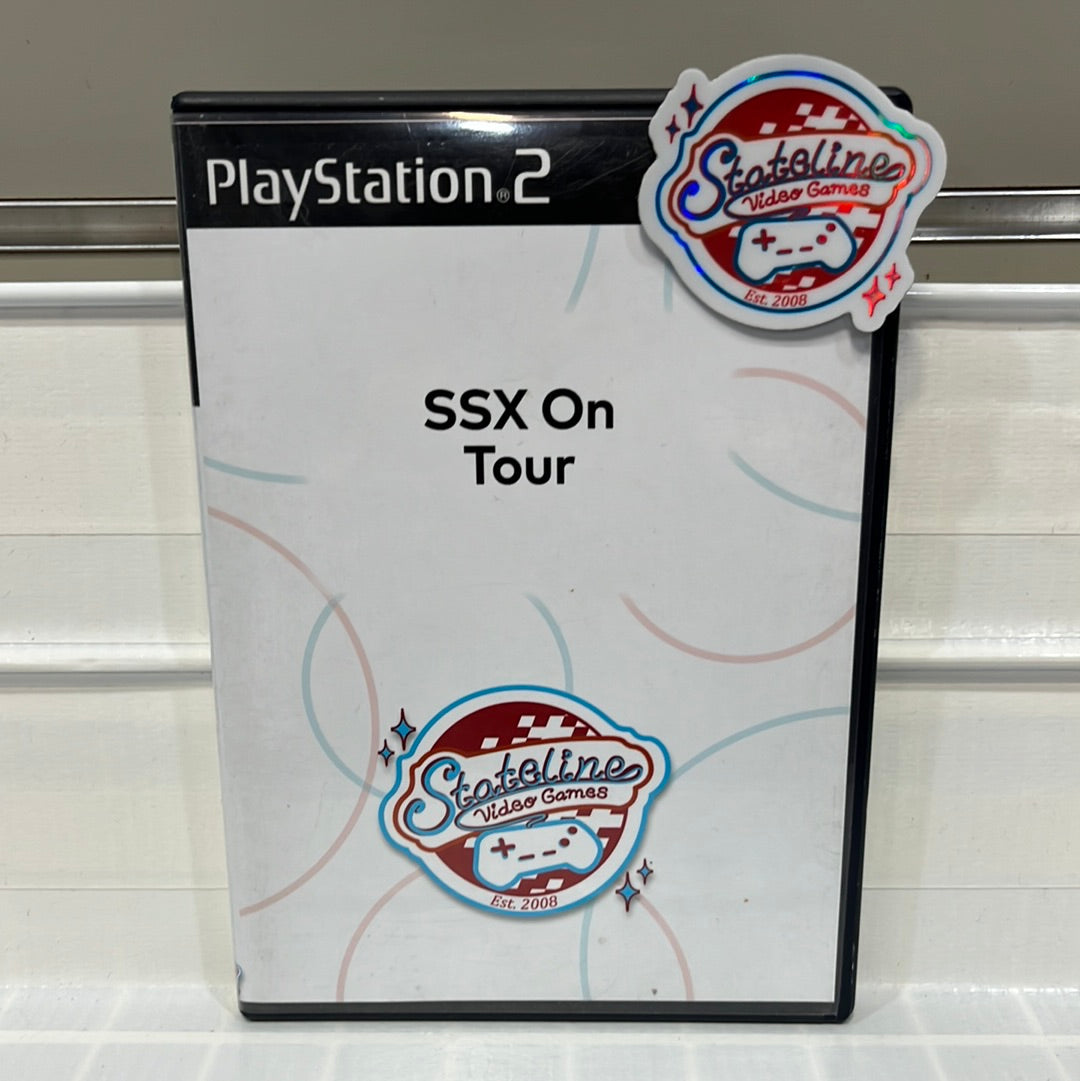 PlayStation®2
Stateline
Video Games
Est. 2008
SSX On
Tour
Stateline
Video Games
Est. 2008